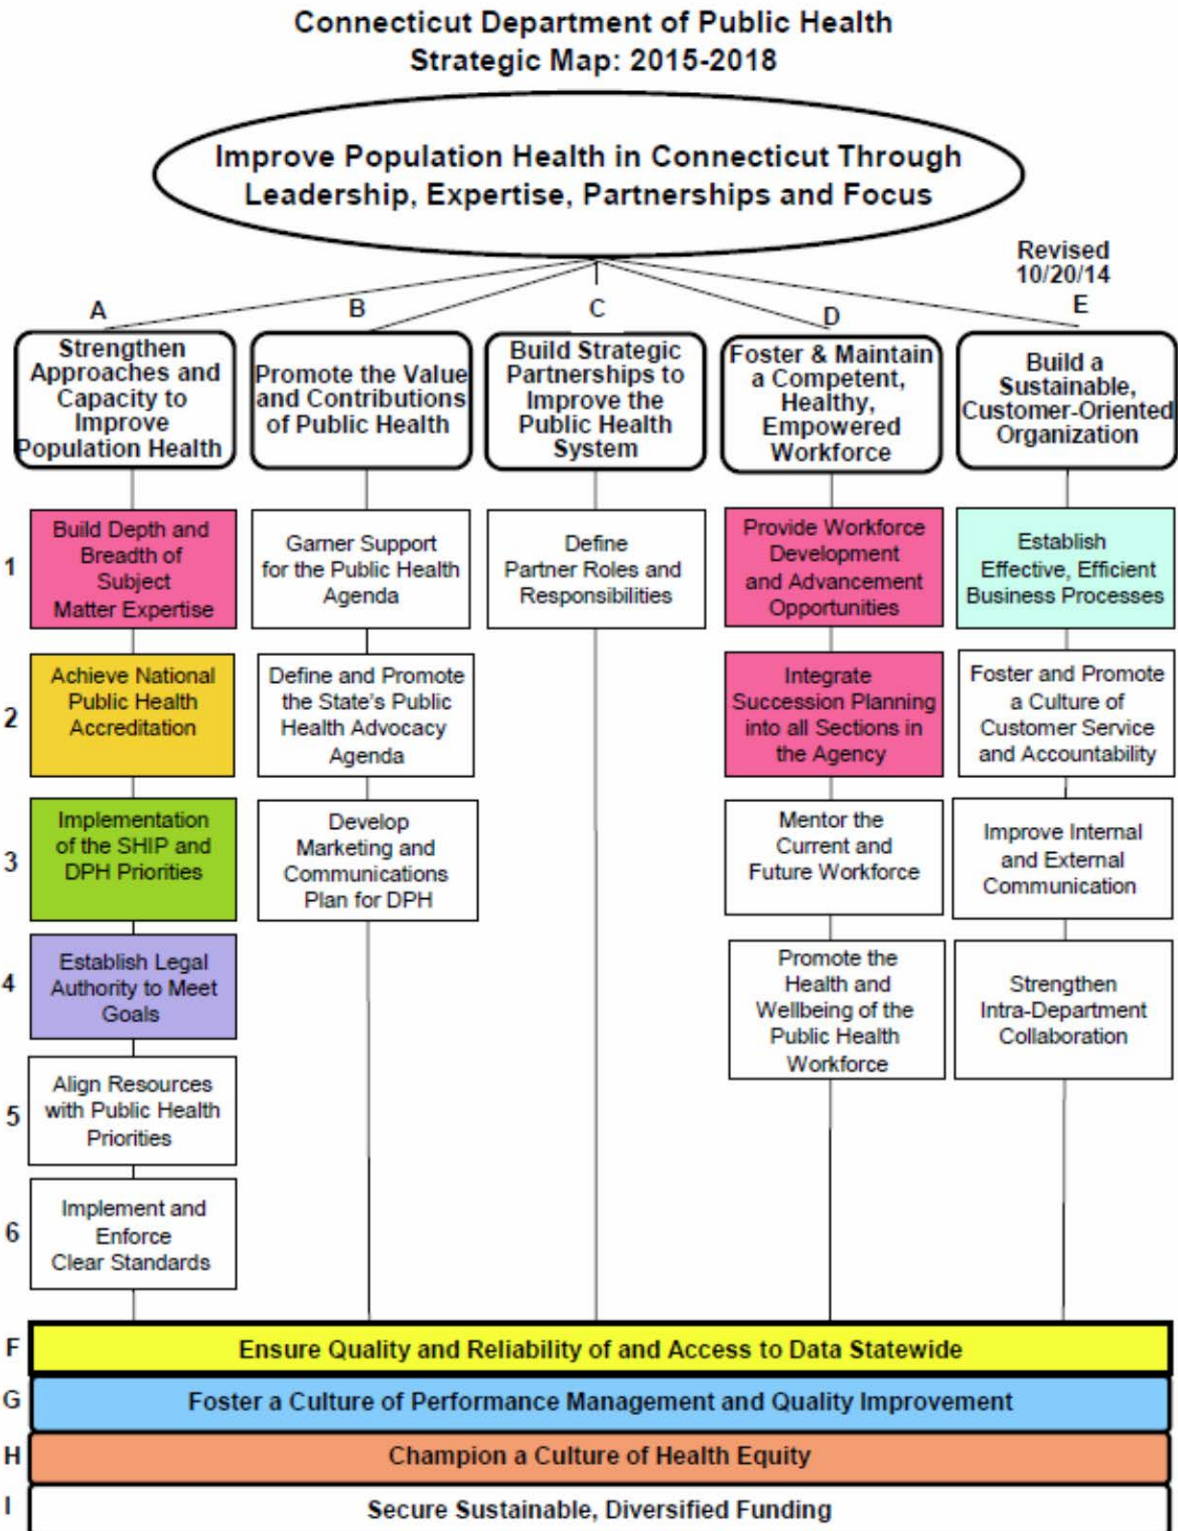 Connecticut Department of Public Health
Strategic Map: 2015-2018
Improve Population Health in Connecticut Through
Leadership, Expertise, Partnerships and Focus
Revised
10/20/14
A
B
C
D
E
Strengthen
Approaches and
Capacity to
Improve
Population Health
Promote the Value
and Contributions
of Public Health
Build Strategic
Partnerships to
Improve the
Public Health
System
Foster & Maintain
a Competent,
Healthy,
Empowered
Workforce
Build a
Sustainable,
Customer-Oriented
Organization
1
Build Depth and
Breadth of
Subject
Matter Expertise
Garner Support
for the Public Health
Agenda
Define
Partner Roles and
Responsibilities
Provide Workforce
Development
and Advancement
Opportunities
Establish
Effective, Efficient
Business Processes
2
Achieve National
Public Health
Accreditation
Define and Promote
the State's Public
Health Advocacy
Agenda
Integrate
Succession Planning
into all Sections in
the Agency
Foster and Promote
a Culture of
Customer Service
and Accountability
3
Implementation
of the SHIP and
DPH Priorities
Develop
Marketing and
Communications
Plan for DPH
Mentor the
Current and
Future Workforce
Improve Internal
and External
Communication
4
Establish Legal
Authority to Meet
Goals
Promote the
Health and
Wellbeing of the
Public Health
Workforce
Strengthen
Intra-Department
Collaboration
5
Align Resources
with Public Health
Priorities
6
Implement and
Enforce
Clear Standards
F
Ensure Quality and Reliability of and Access to Data Statewide
G
Foster a Culture of Performance Management and Quality Improvement
H
Champion a Culture of Health Equity
I
Secure Sustainable, Diversified Funding